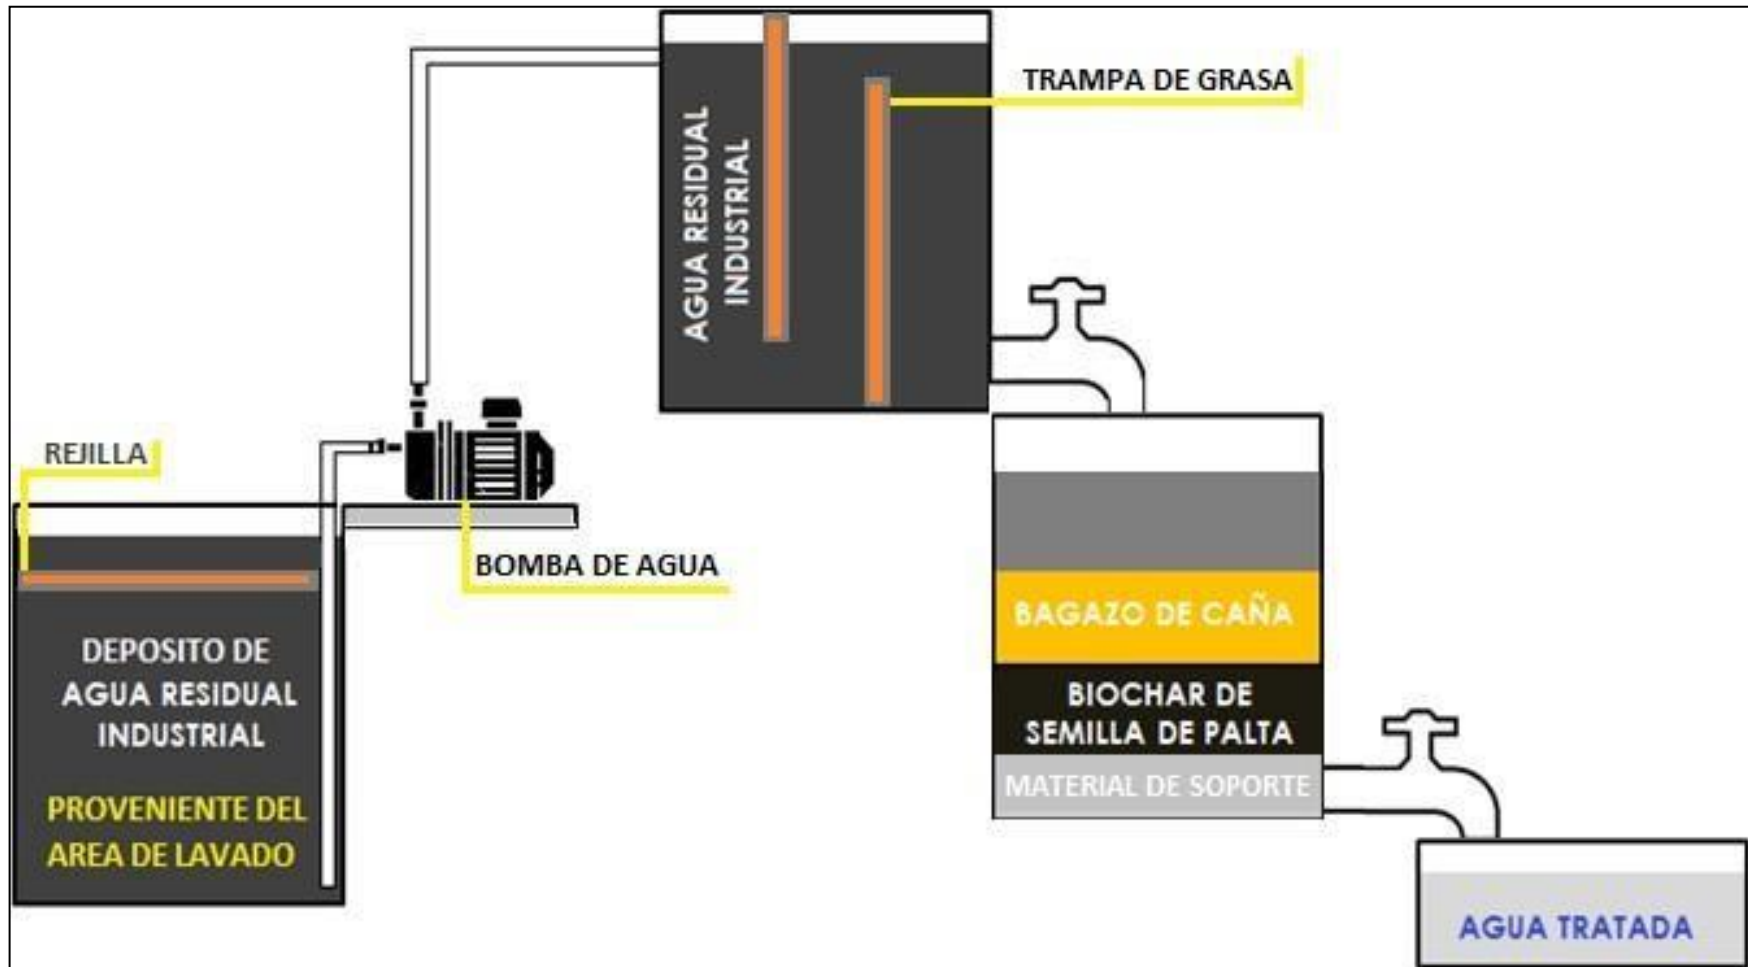 REJILLA
DEPOSITO DE
AGUA RESIDUAL
INDUSTRIAL
PROVENIENTE DEL
AREA DE LAVADO
BOMBA DE AGUA
AGUA RESIDUAL
INDUSTRIAL
TRAMPA DE GRASA
BAGAZO DE CAÑA
BIOCHAR DE
SEMILLA DE PALTA
MATERIAL DE SOPORTE
AGUA TRATADA